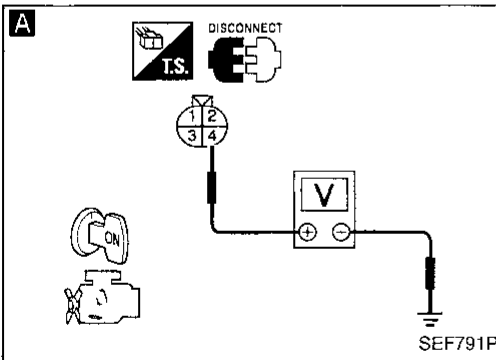 A
DISCONNECT
T.S.
1 2
3 4
V
ON
+ −
SEF791P